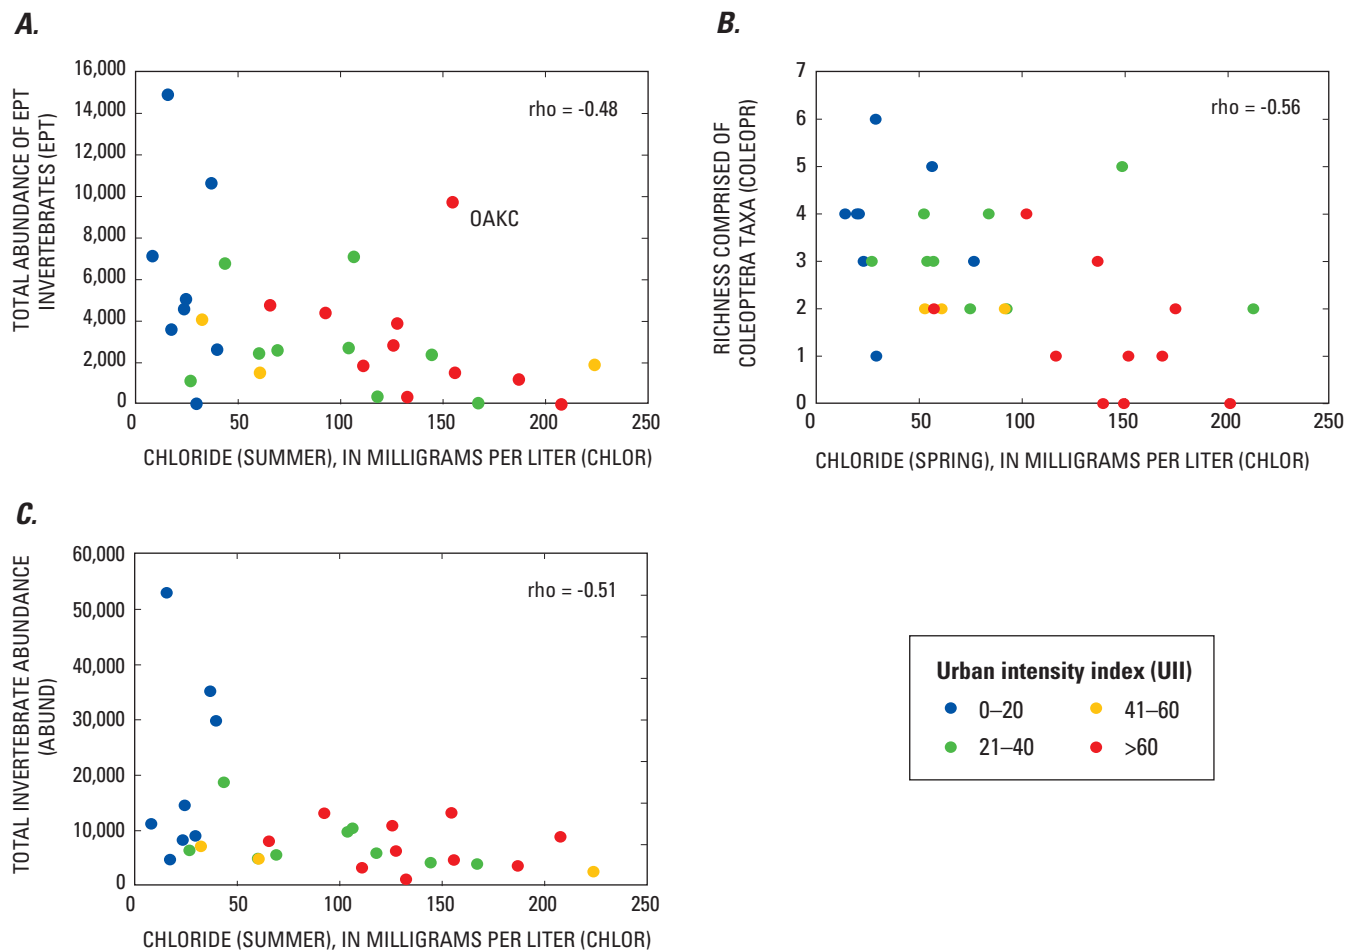 A.
TOTAL ABUNDANCE OF EPT
INVERTEBRATES (EPT)
16,000
14,000
12,000
10,000
8,000
6,000
4,000
2,000
0
rho = -0.48
OAKC
0 50 100 150 200 250
CHLORIDE (SUMMER), IN MILLIGRAMS PER LITER (CHLOR)
B.
RICHNESS COMPRISED OF
COLEOPTERA TAXA (COLEOPR)
7
6
5
4
3
2
1
0
rho = -0.56
0 50 100 150 200 250
CHLORIDE (SPRING), IN MILLIGRAMS PER LITER (CHLOR)
C.
TOTAL INVERTEBRATE ABUNDANCE
(ABUND)
60,000
50,000
40,000
30,000
20,000
10,000
0
rho = -0.51
0 50 100 150 200 250
CHLORIDE (SUMMER), IN MILLIGRAMS PER LITER (CHLOR)
Urban intensity index (UII)
0–20 41–60
21–40 >60